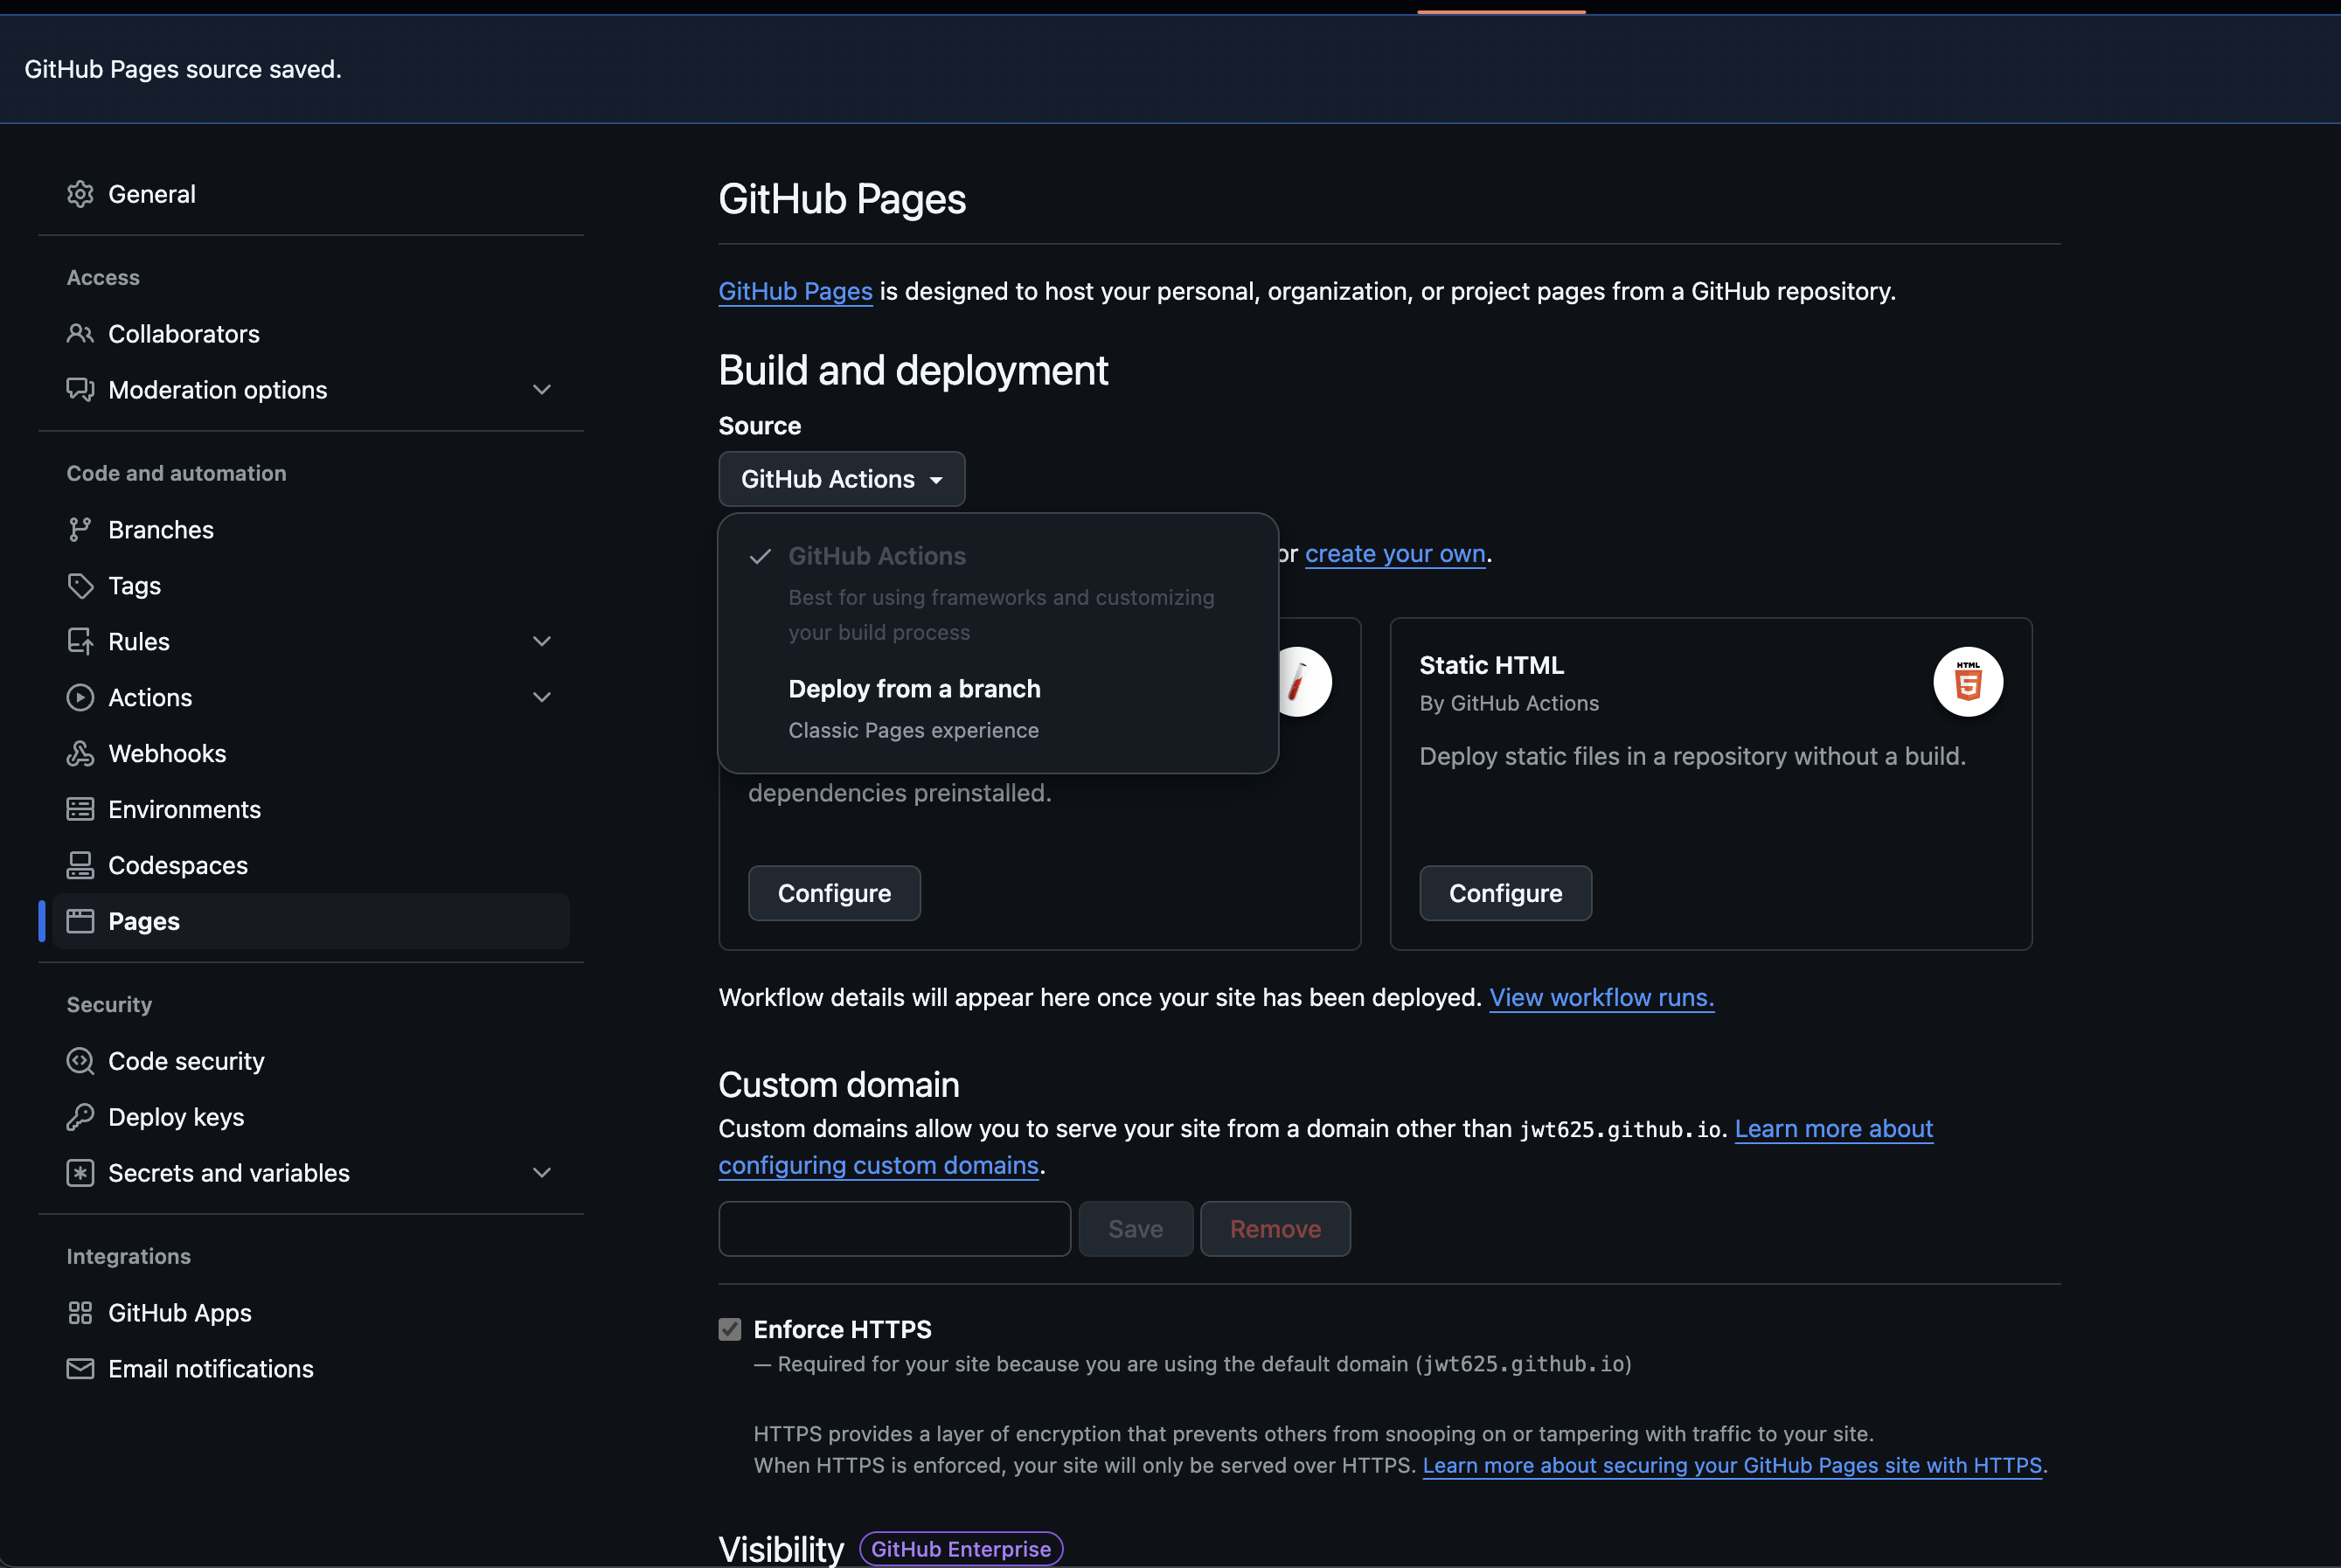 GitHub Pages source saved.
General
Access
Collaborators
Moderation options
Code and automation
Branches
Tags
Rules
Actions
Webhooks
Environments
Codespaces
Pages
Security
Code security
Deploy keys
Secrets and variables
Integrations
GitHub Apps
Email notifications
GitHub Pages
GitHub Pages is designed to host your personal, organization, or project pages from a GitHub repository.
Build and deployment
Source
GitHub Actions
GitHub Actions
Best for using frameworks and customizing
your build process
Deploy from a branch
Classic Pages experience
or create your own.
dependencies preinstalled.
Configure
Static HTML
By GitHub Actions
HTML
5
Deploy static files in a repository without a build.
Configure
Workflow details will appear here once your site has been deployed. View workflow runs.
Custom domain
Custom domains allow you to serve your site from a domain other than jwt625.github.io. Learn more about
configuring custom domains.
Save
Remove
Enforce HTTPS
— Required for your site because you are using the default domain (jwt625.github.io)
HTTPS provides a layer of encryption that prevents others from snooping on or tampering with traffic to your site.
When HTTPS is enforced, your site will only be served over HTTPS. Learn more about securing your GitHub Pages site with HTTPS.
Visibility
GitHub Enterprise